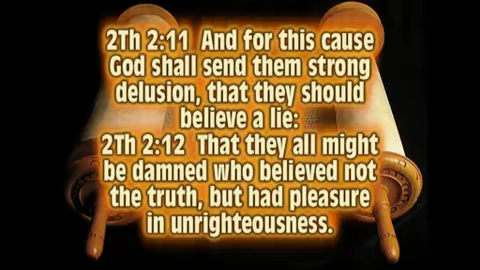 2Th 2:11 And for this cause
God shall send them strong
delusion, that they should
believe a lie:
2Th 2:12 That they all might
be damned who believed not
the truth, but had pleasure
in unrighteousness.